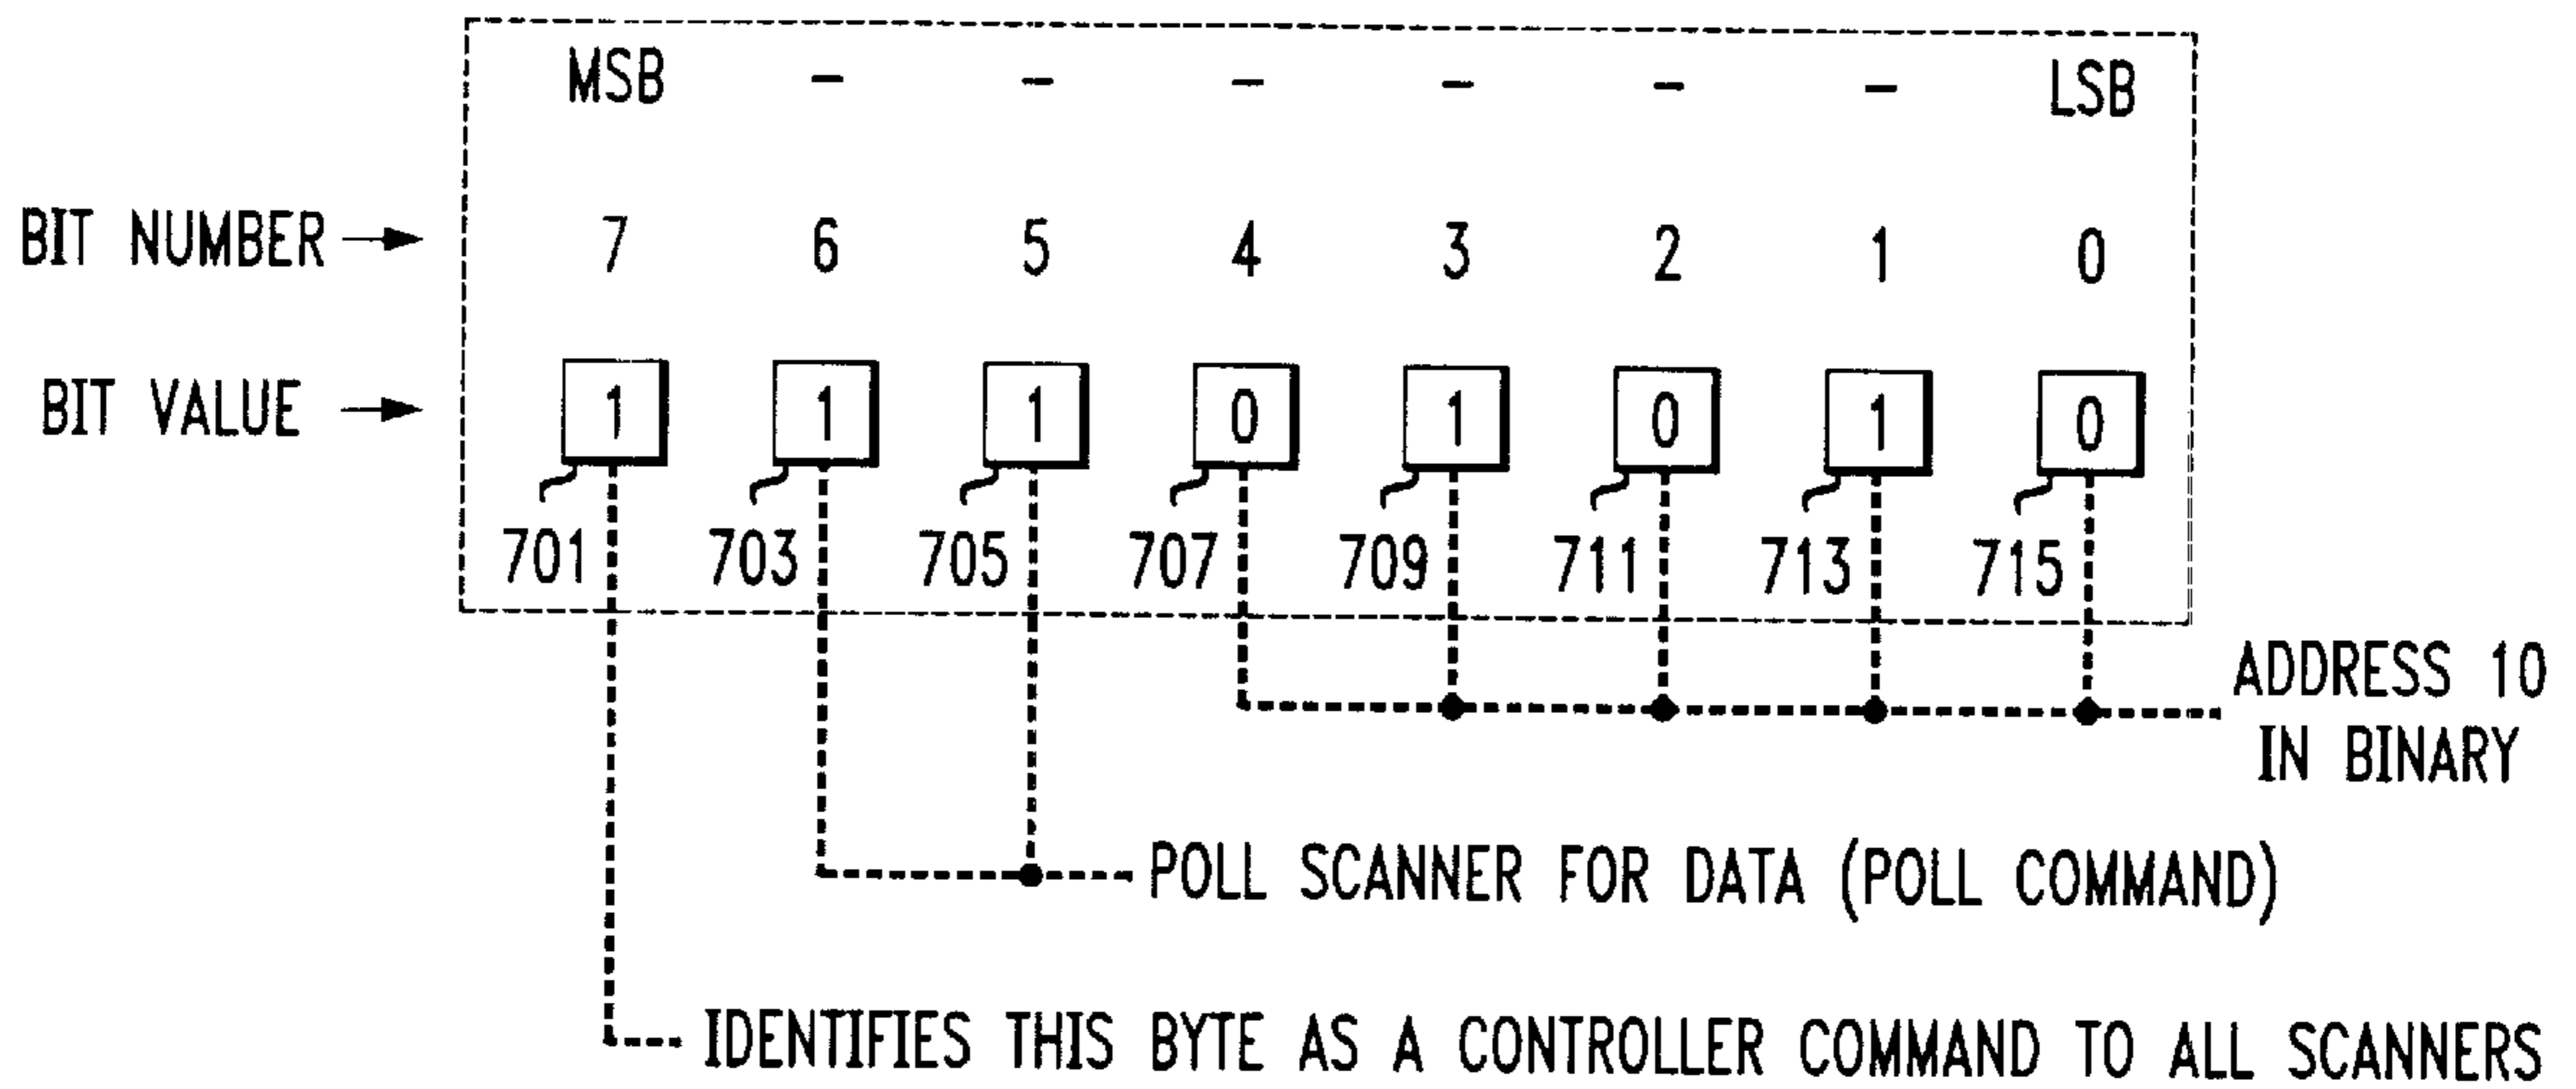 MSB - - - - - - LSB
BIT NUMBER 7 6 5 4 3 2 1 0
BIT VALUE 1 1 1 0 1 0 1 0
701 703 705 707 709 711 713 715
ADDRESS 10
IN BINARY
POLL SCANNER FOR DATA (POLL COMMAND)
IDENTIFIES THIS BYTE AS A CONTROLLER COMMAND TO ALL SCANNERS